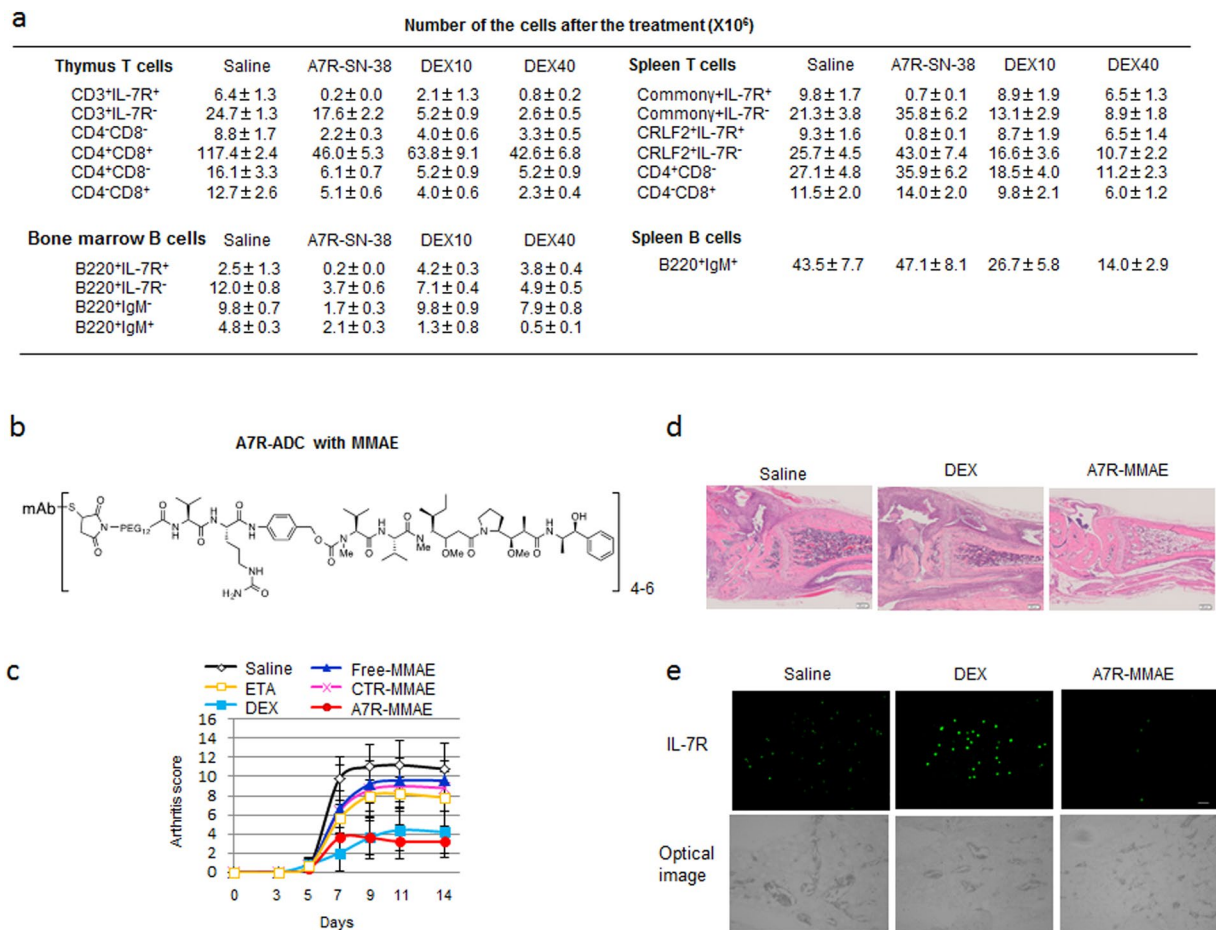 a
Number of the cells after the treatment (X10⁶)
Thymus T cells Saline A7R-SN-38 DEX10 DEX40
CD3⁺IL-7R⁺ 6.4 ± 1.3 0.2 ± 0.0 2.1 ± 1.3 0.8 ± 0.2
CD3⁺IL-7R⁻ 24.7 ± 1.3 17.6 ± 2.2 5.2 ± 0.9 2.6 ± 0.5
CD4⁻CD8⁻ 8.8 ± 1.7 2.2 ± 0.3 4.0 ± 0.6 3.3 ± 0.5
CD4⁺CD8⁺ 117.4 ± 2.4 46.0 ± 5.3 63.8 ± 9.1 42.6 ± 6.8
CD4⁺CD8⁻ 16.1 ± 3.3 6.1 ± 0.7 5.2 ± 0.9 5.2 ± 0.9
CD4⁻CD8⁺ 12.7 ± 2.6 5.1 ± 0.6 4.0 ± 0.6 2.3 ± 0.4
Spleen T cells Saline A7R-SN-38 DEX10 DEX40
Commonγ+IL-7R⁺ 9.8 ± 1.7 0.7 ± 0.1 8.9 ± 1.9 6.5 ± 1.3
Commonγ+IL-7R⁻ 21.3 ± 3.8 35.8 ± 6.2 13.1 ± 2.9 8.9 ± 1.8
CRLF2⁺IL-7R⁺ 9.3 ± 1.6 0.8 ± 0.1 8.7 ± 1.9 6.5 ± 1.4
CRLF2⁺IL-7R⁻ 25.7 ± 4.5 43.0 ± 7.4 16.6 ± 3.6 10.7 ± 2.2
CD4⁺CD8⁻ 27.1 ± 4.8 35.9 ± 6.2 18.5 ± 4.0 11.2 ± 2.3
CD4⁻CD8⁺ 11.5 ± 2.0 14.0 ± 2.0 9.8 ± 2.1 6.0 ± 1.2
Bone marrow B cells Saline A7R-SN-38 DEX10 DEX40
B220⁺IL-7R⁺ 2.5 ± 1.3 0.2 ± 0.0 4.2 ± 0.3 3.8 ± 0.4
B220⁺IL-7R⁻ 12.0 ± 0.8 3.7 ± 0.6 7.1 ± 0.4 4.9 ± 0.5
B220⁺IgM⁻ 9.8 ± 0.7 1.7 ± 0.3 9.8 ± 0.9 7.9 ± 0.8
B220⁺IgM⁺ 4.8 ± 0.3 2.1 ± 0.3 1.3 ± 0.8 0.5 ± 0.1
Spleen B cells
B220⁺IgM⁺ 43.5 ± 7.7 47.1 ± 8.1 26.7 ± 5.8 14.0 ± 2.9
b
A7R-ADC with MMAE
mAb S O N PEG₁₂ O H N O N H O H N O O N Me O H N O N Me OMe O N OMe O N H OH
NH
H₂N O
4-6
c
Saline Free-MMAE
ETA CTR-MMAE
DEX A7R-MMAE
Arthritis score
16
14
12
10
8
6
4
2
0
0 3 5 7 9 11 14
Days
d
Saline DEX A7R-MMAE
e
Saline DEX A7R-MMAE
IL-7R
Optical
image